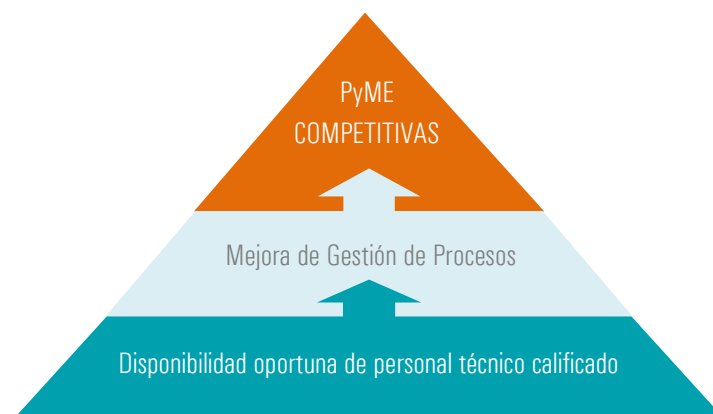 PyME
COMPETITIVAS
Mejora de Gestión de Procesos
Disponibilidad oportuna de personal técnico calificado